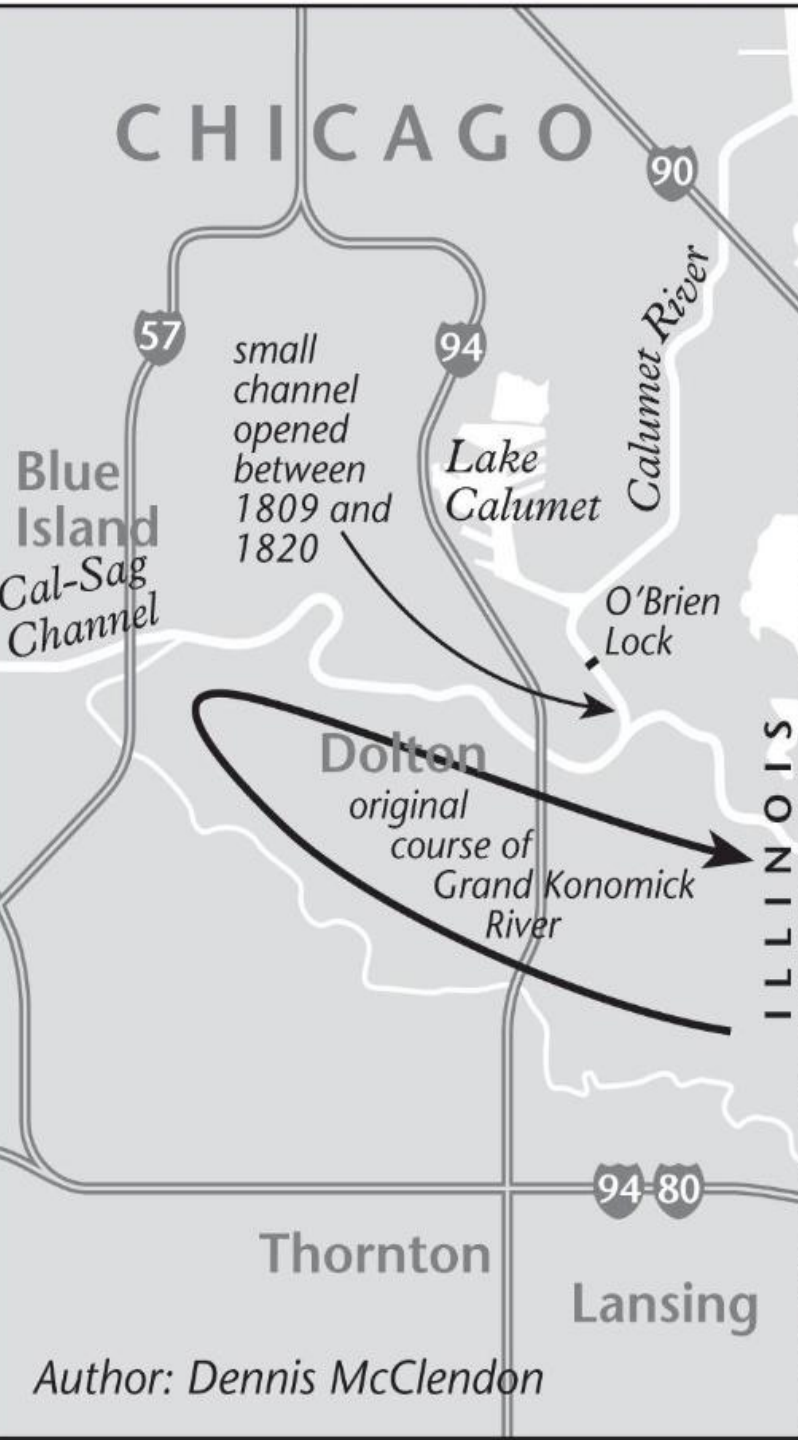 CHICAGO
90
57
94
small
channel
opened
between
1809 and
1820
Calumet River
Lake
Calumet
Blue
Island
Cal-Sag
Channel
O'Brien
Lock
Dolton
original
course of
Grand Konomick
River
ILLINOIS
94 80
Thornton
Lansing
Author: Dennis McClendon